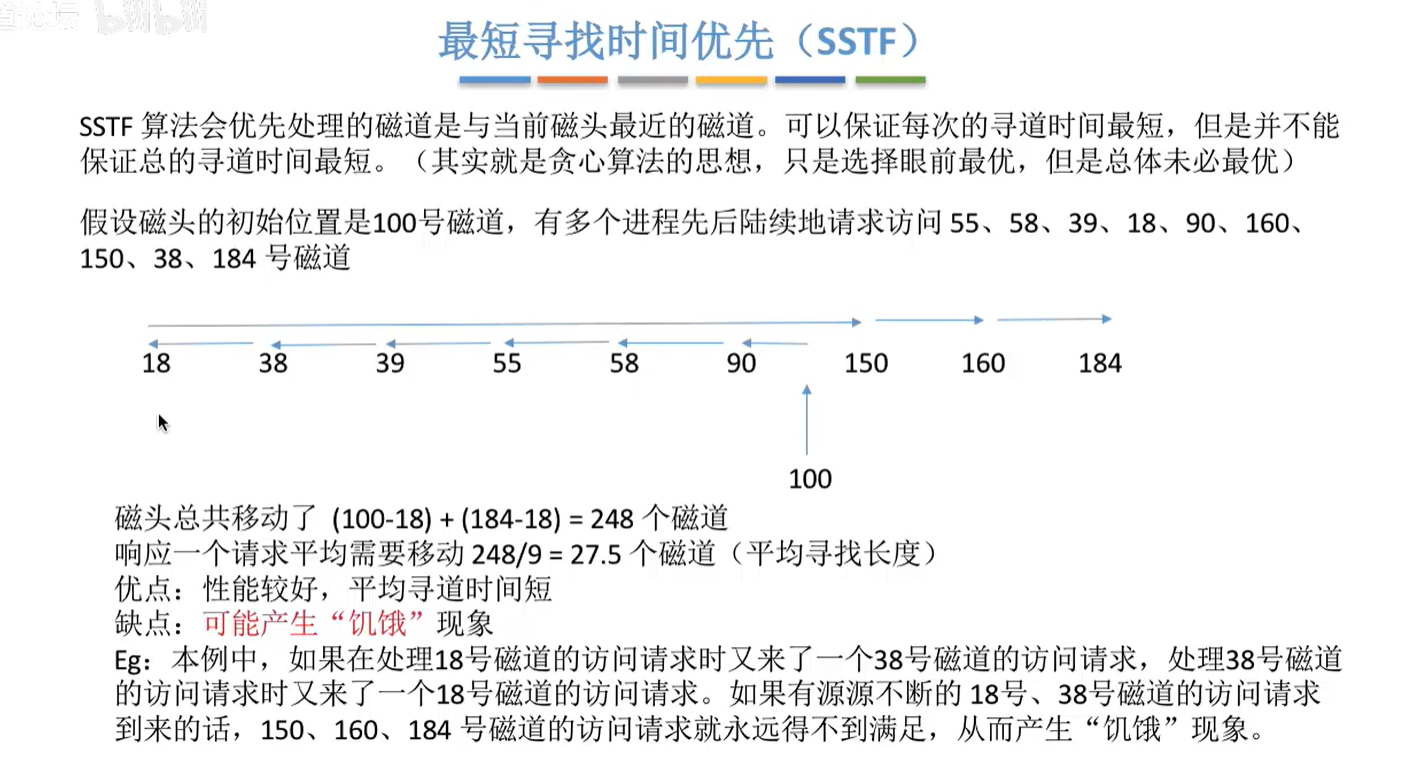 最短寻找时间优先（SSTF）
SSTF 算法会优先处理的磁道是与当前磁头最近的磁道。可以保证每次的寻道时间最短，但是并不能
保证总的寻道时间最短。（其实就是贪心算法的思想，只是选择眼前最优，但是总体未必最优）
假设磁头的初始位置是100号磁道，有多个进程先后陆续地请求访问 55、58、39、18、90、160、
150、38、184 号磁道
18 38 39 55 58 90 150 160 184
100
磁头总共移动了 (100-18) + (184-18) = 248 个磁道
响应一个请求平均需要移动 248/9 = 27.5 个磁道（平均寻找长度）
优点：性能较好，平均寻道时间短
缺点：可能产生“饥饿”现象
Eg：本例中，如果在处理18号磁道的访问请求时又来了一个38号磁道的访问请求，处理38号磁道
的访问请求时又来了一个18号磁道的访问请求。如果有源源不断的 18号、38号磁道的访问请求
到来的话，150、160、184 号磁道的访问请求就永远得不到满足，从而产生“饥饿”现象。